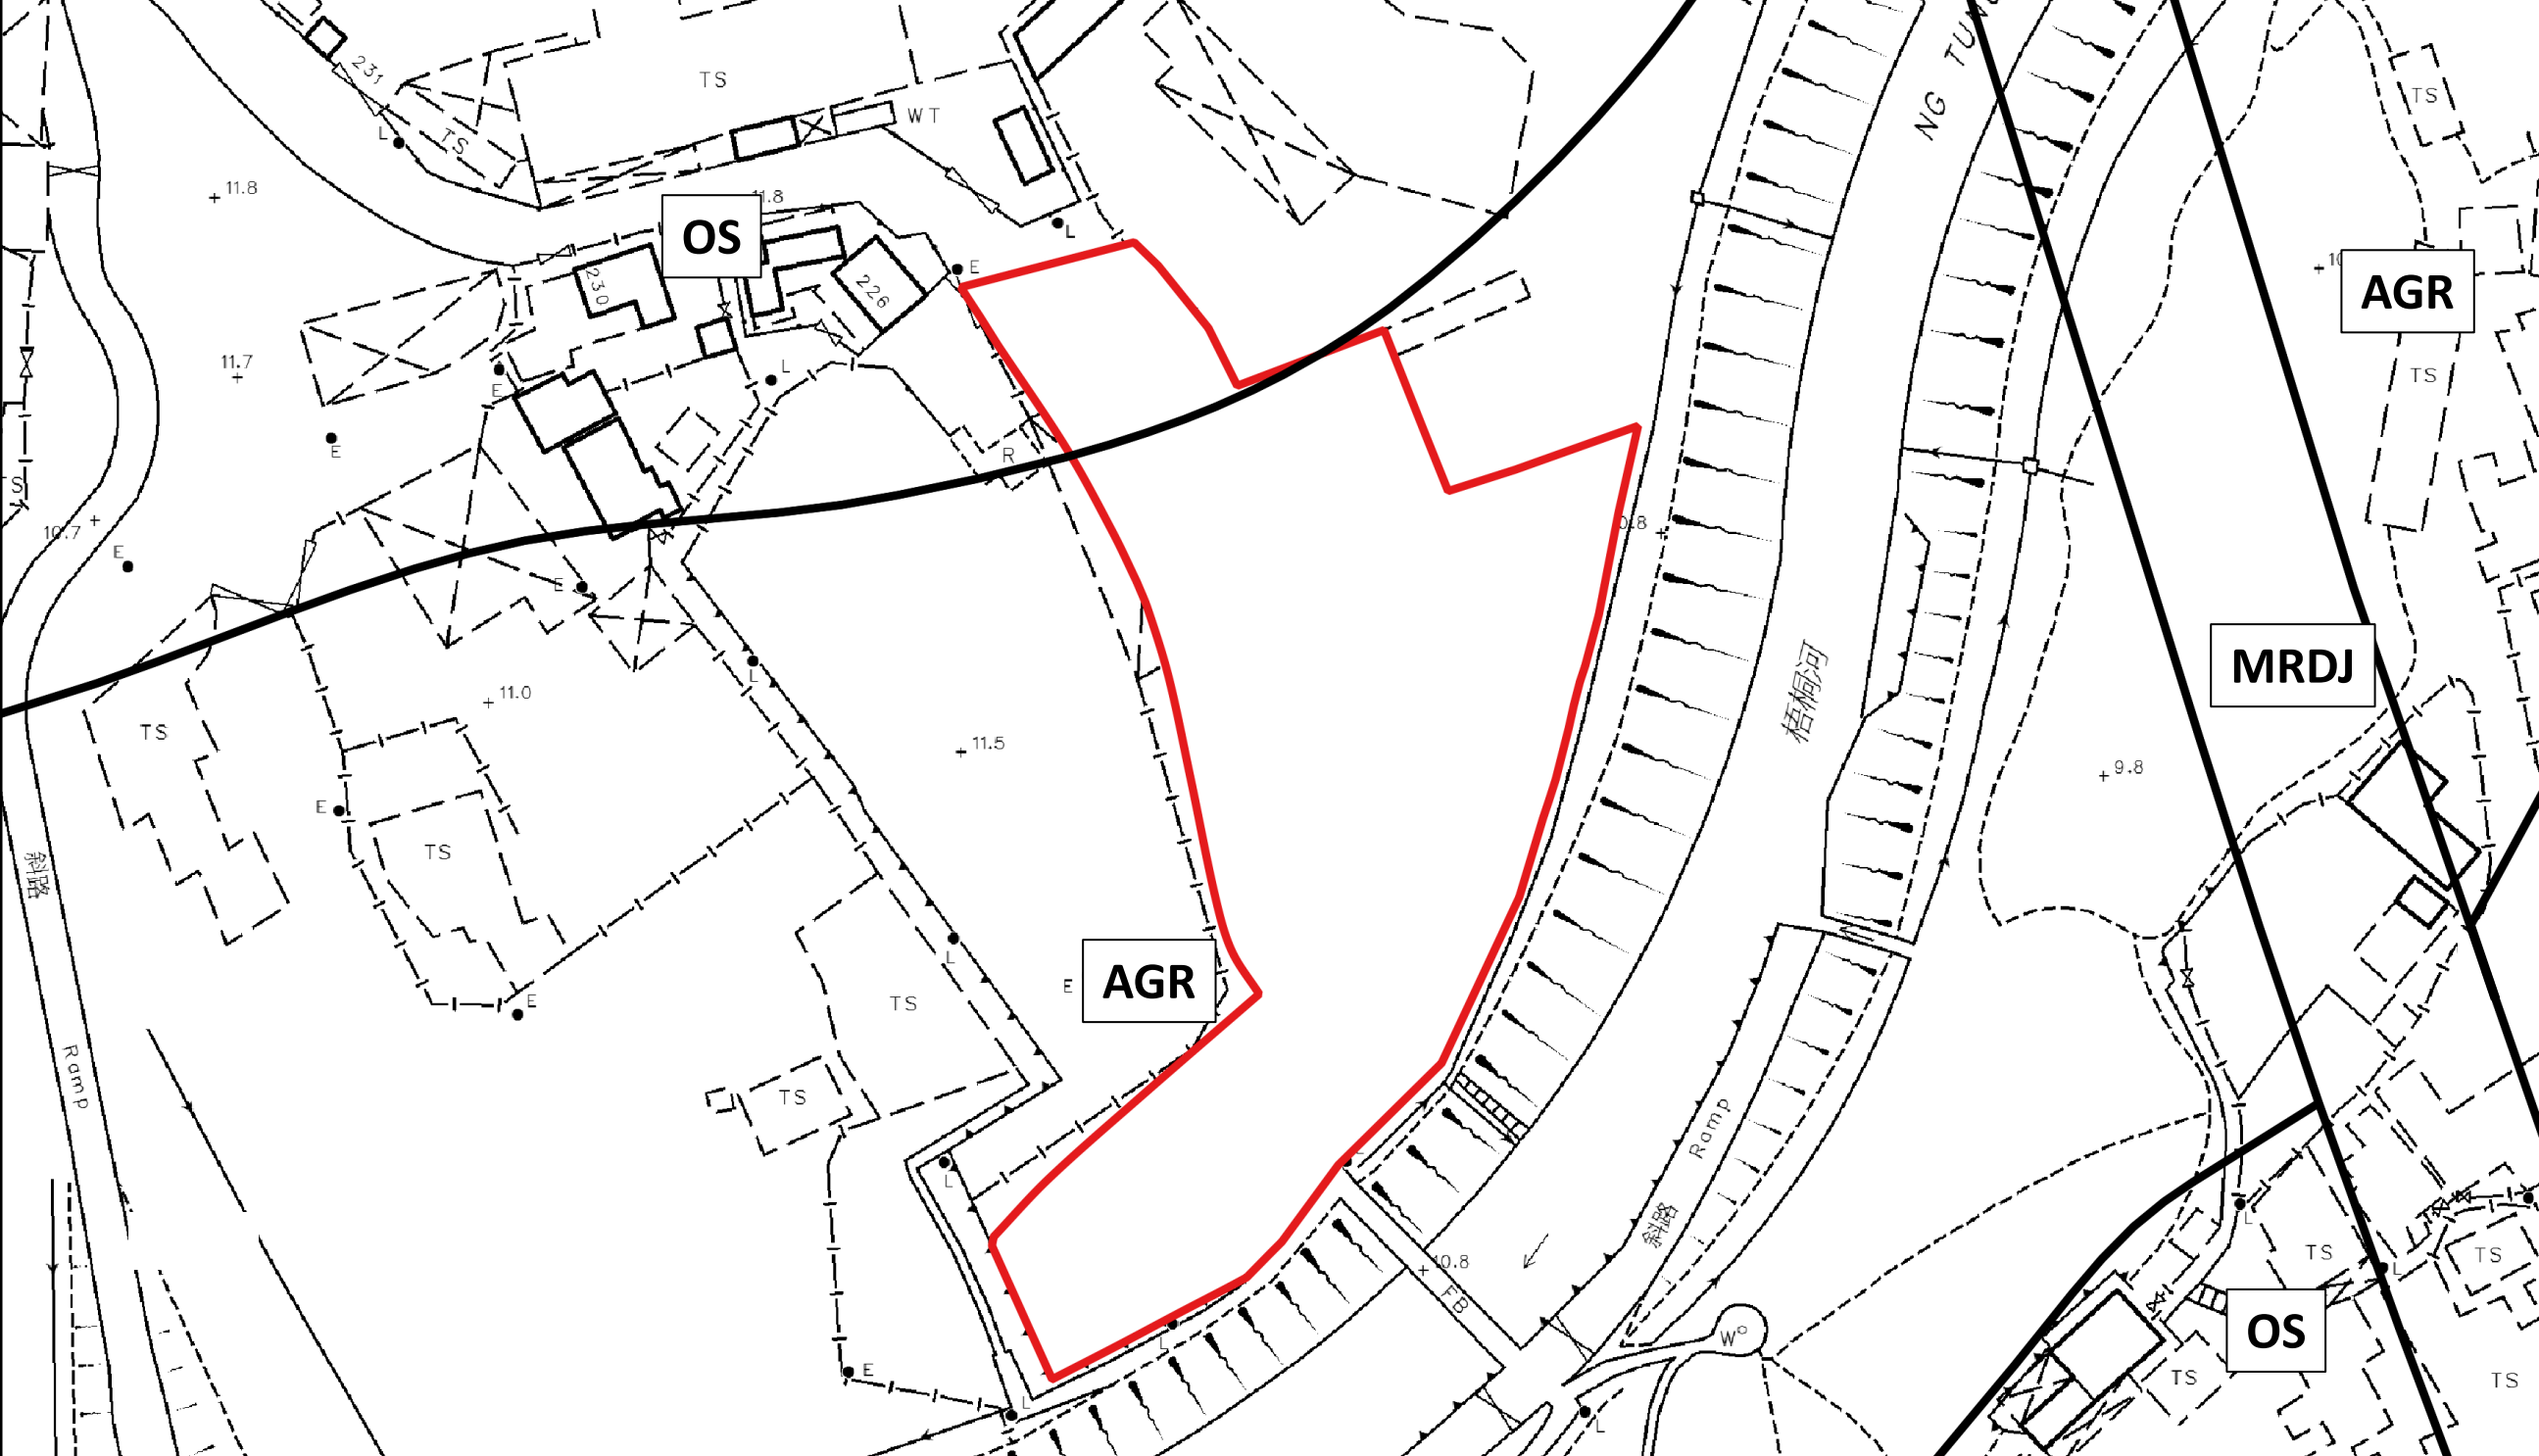 231
TS
TS
L
WT
NG TUNG
TS
11.8
11.8
OS
L
230
226
E
AGR
11.7
L
TS
E
E
R
TS
10.7
E
0.8
E
梧桐河
MRDJ
11.0
L
TS
11.5
9.8
E
TS
斜路
L
E
AGR
TS
E
Ramp
TS
Ramp
L
斜路
L
TS
TS
10.8
FB
L
OS
W
L
E
TS
TS
L
L